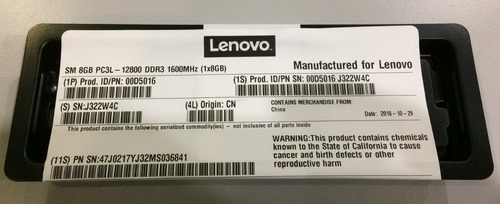 Lenovo.
SM 8GB PC3L-12800 DDR3 1600MHz (1x8GB)
Manufactured for Lenovo
(1P) Prod. ID/PN: 00D5016
(1S) Prod. ID/PN SN: 00D5016 J322W4C
(S) SN:J322W4C
(4L) Origin: CN
CONTAINS MERCHANDISE FROM:
China
Date: 2016-10-29
This product contains the following serialized commodity(ies) - not inclusive of all parts inside
WARNING:This product contains chemicals
known to the State of California to cause
cancer and birth defects or other
reproductive harm
(11S) PN SN:47J0217YJ32MS036841